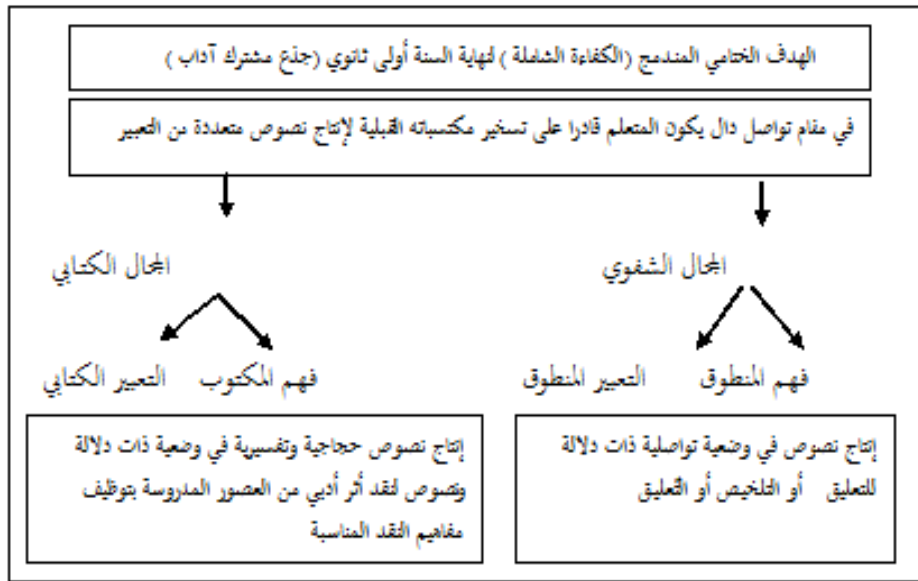 الهدف الختامي المندمج (الكفاءة الشاملة ) لنهاية السنة أولى ثانوي (جذع مشترك آداب )
في مقام تواصل دال يكون المتعلم قادرا على تسخير مكتسباته القبلية لإنتاج نصوص متعددة من التعبير
المجال الشفوي
المجال الكتابي
فهم المنطوق
التعبير المنطوق
فهم المكتوب
التعبير الكتابي
إنتاج نصوص في وضعية تواصلية ذات دلالة
للتعليق أو التلخيص أو التعليق
إنتاج نصوص حجاجية وتفسيرية في وضعية ذات دلالة
ونصوص لنقد أثر أدبي من العصور المدروسة بتوظيف
مفاهيم النقد المناسبة